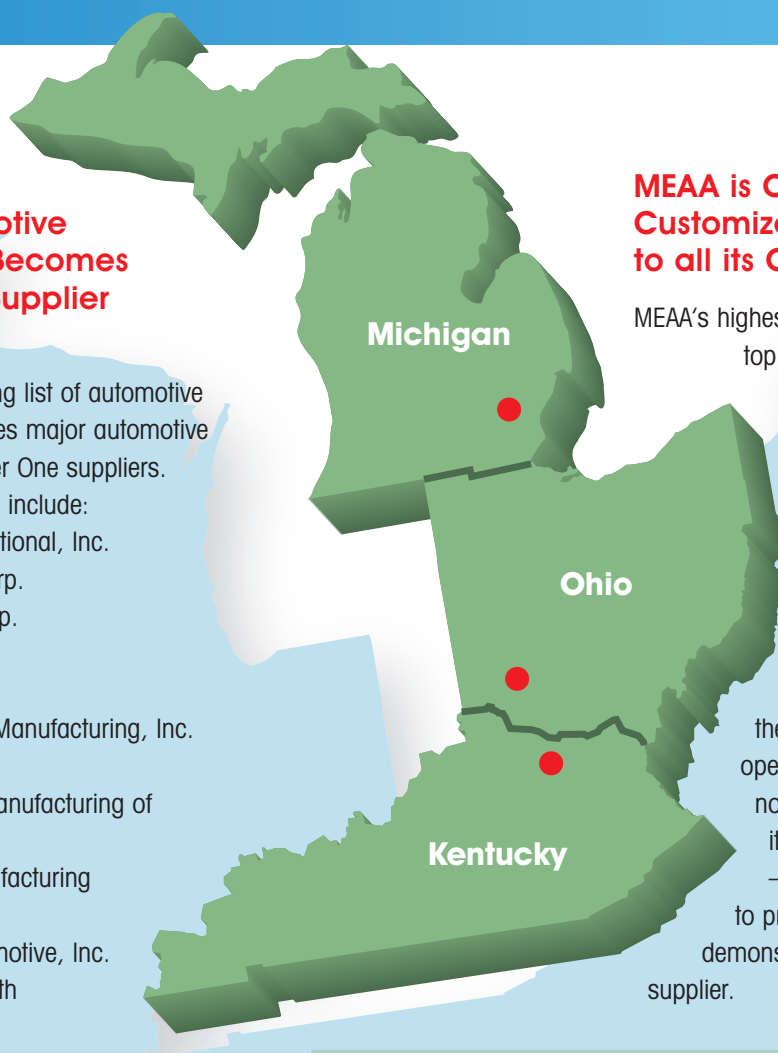 otive
Becomes
Supplier
ng list of automotive
es major automotive
er One suppliers.
include:
tional, Inc.
rp.
p.
Manufacturing, Inc.
anufacturing of
facturing
motive, Inc.
th
Michigan
Ohio
Kentucky
MEAA is C
Customiz
to all its C
MEAA's highes
top
the
ope
no
it
–
to pr
demons
supplier.